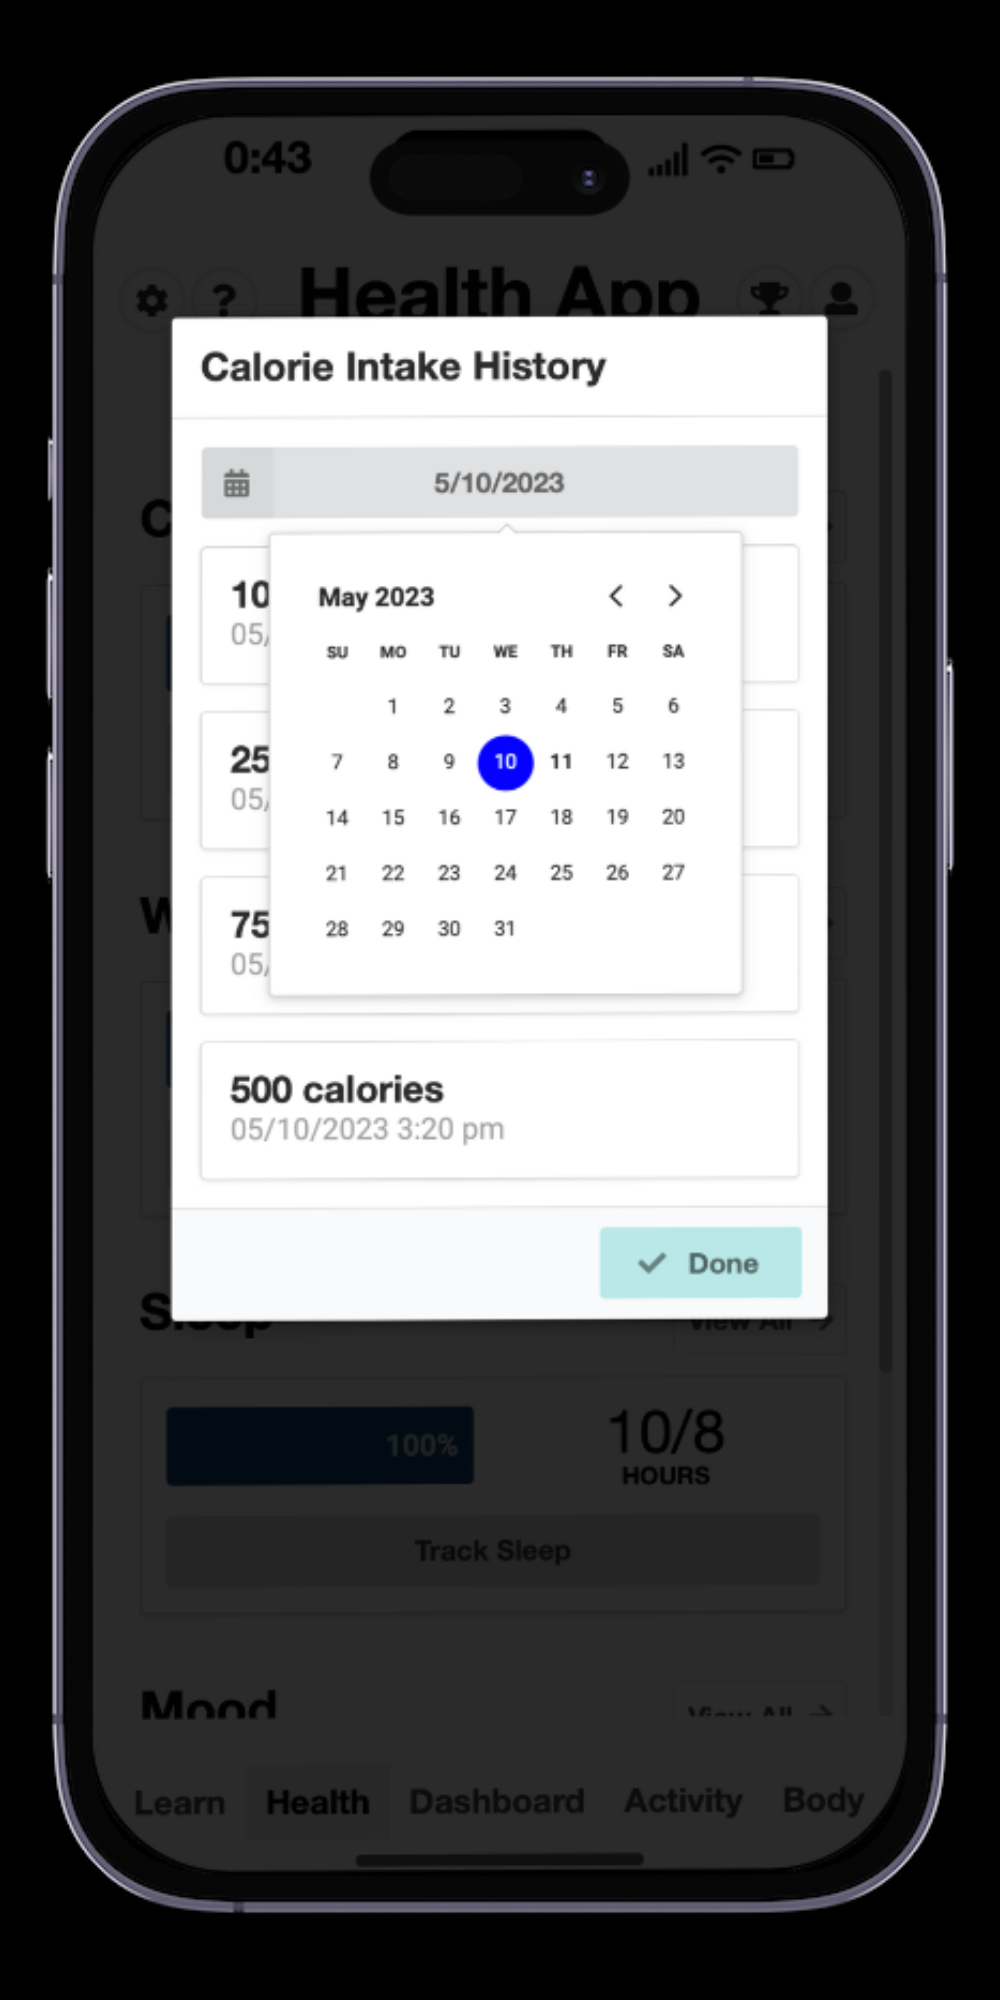 0:43
? Health App
Calorie Intake History
5/10/2023
10
05/
25
05/
75
05/
May 2023
SU MO TU WE TH FR SA
1 2 3 4 5 6
7 8 9 10 11 12 13
14 15 16 17 18 19 20
21 22 23 24 25 26 27
28 29 30 31
500 calories
05/10/2023 3:20 pm
Done
Sleep
View All
100%
10/8
HOURS
Track Sleep
Mood
View All
Learn Health Dashboard Activity Body